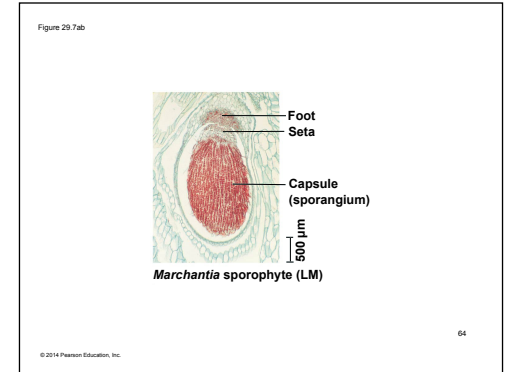 Figure 29.7ab
Foot
Seta
Capsule
(sporangium)
500 μm
Marchantia sporophyte (LM)
64
© 2014 Pearson Education, Inc.